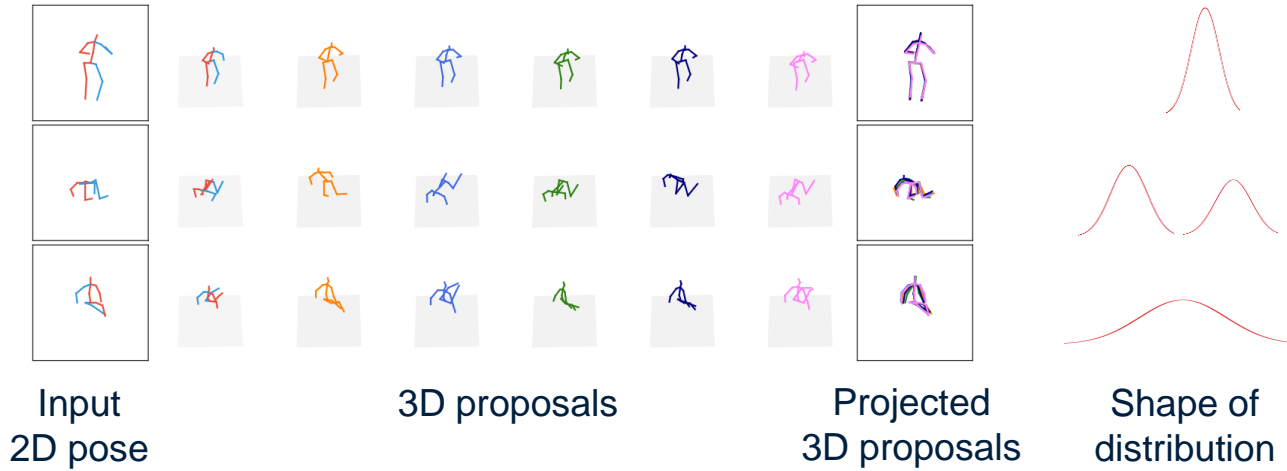 Input
2D pose
3D proposals
Projected
3D proposals
Shape of
distribution